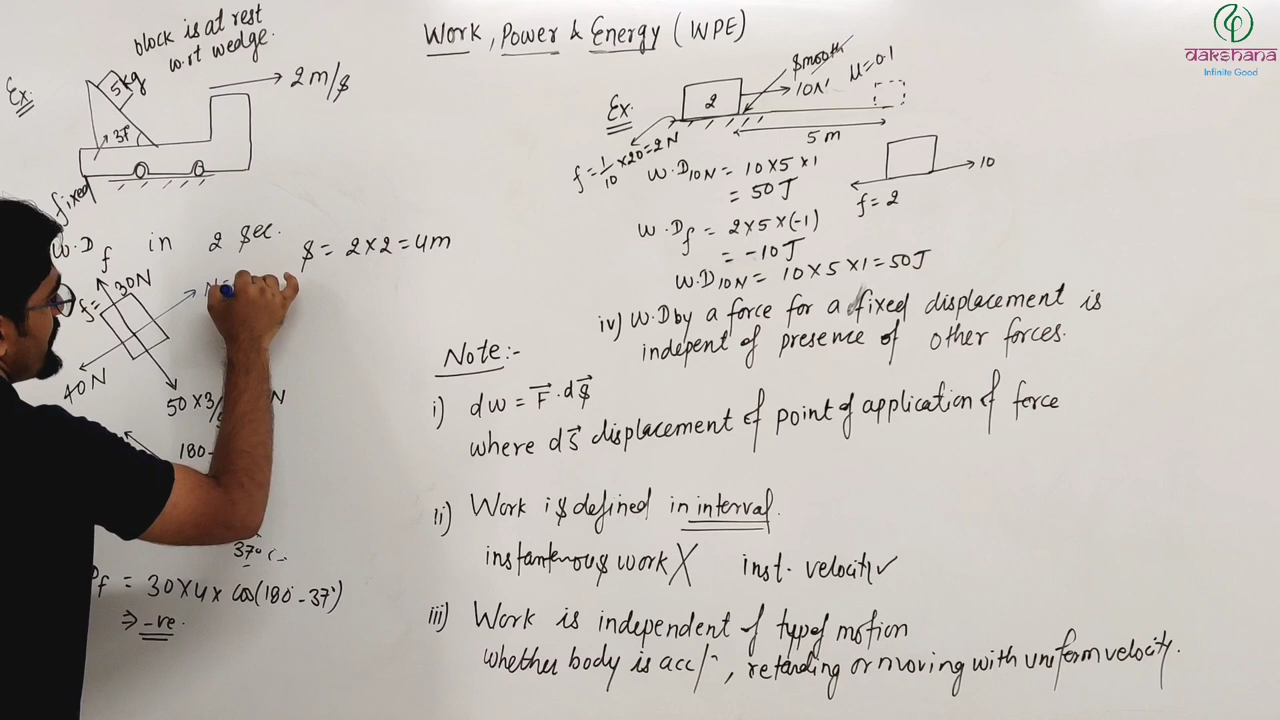 Work, Power & Energy (WPE)
dakshana
Infinite Good
block is at rest
w.r.t wedge.
Ex.
5kg
37°
2 m/s
fixed
W.D f in 2 sec.
s = 2×2 = 4m
f=
30N
N=
40N
50×3/
N
180-
37°
f = 30×4× cos(180°-37°)
⇒ -ve.
Ex.
2
smooth
10N
μ=0.1
5 m
f=1/10×20=2N
W.D10N = 10×5×1
= 50J
10
f=2
W.Df = 2×5×(-1)
= -10J
W.D10N = 10×5×1=50J
iv) W.D by a force for a fixed displacement is
indepent of presence of other forces.
Note:-
i) dw = F⃗.ds⃗
where ds⃗ displacement of point of application of force
ii) Work is defined in interval.
instantenous work X inst. velocity✓
iii) Work is independent of type of motion
whether body is accⁿ, retarding or moving with uniform velocity.